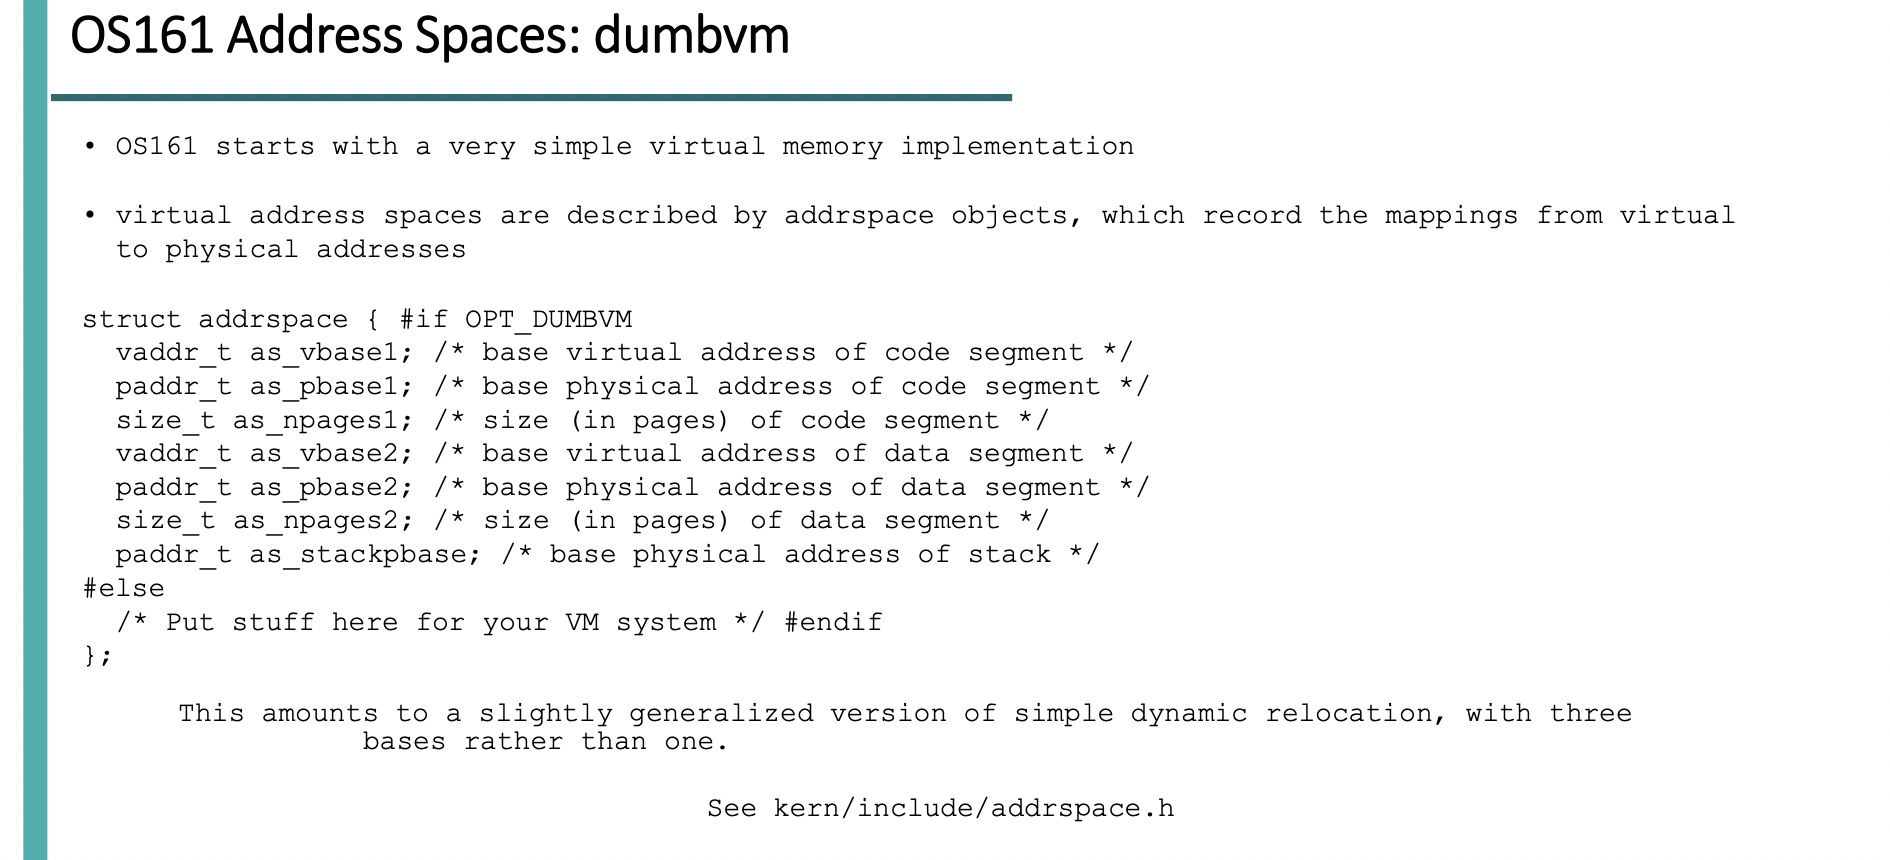 OS161 Address Spaces: dumbvm
• OS161 starts with a very simple virtual memory implementation
• virtual address spaces are described by addrspace objects, which record the mappings from virtual
to physical addresses
struct addrspace { #if OPT_DUMBVM
vaddr_t as_vbase1; /* base virtual address of code segment */
paddr_t as_pbase1; /* base physical address of code segment */
size_t as_npages1; /* size (in pages) of code segment */
vaddr_t as_vbase2; /* base virtual address of data segment */
paddr_t as_pbase2; /* base physical address of data segment */
size_t as_npages2; /* size (in pages) of data segment */
paddr_t as_stackpbase; /* base physical address of stack */
#else
/* Put stuff here for your VM system */ #endif
};
This amounts to a slightly generalized version of simple dynamic relocation, with three
bases rather than one.
See kern/include/addrspace.h